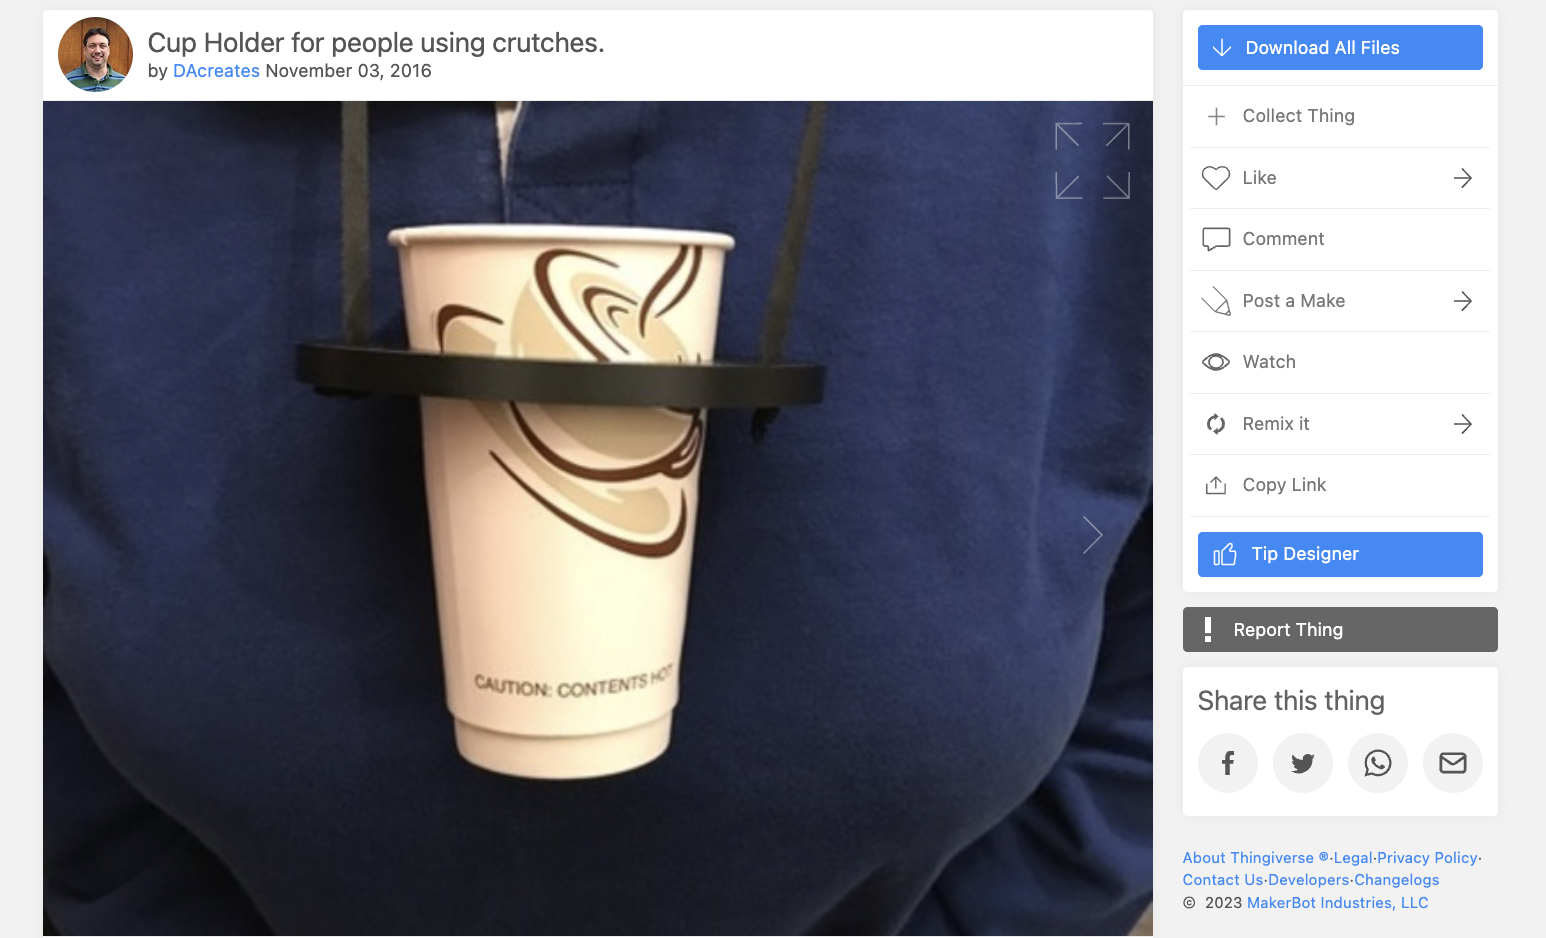 Cup Holder for people using crutches.
by DAcreates November 03, 2016
CAUTION: CONTENTS HOT
Download All Files
Collect Thing
Like
Comment
Post a Make
Watch
Remix it
Copy Link
Tip Designer
Report Thing
Share this thing
About Thingiverse ®·Legal·Privacy Policy·
Contact Us·Developers·Changelogs
© 2023 MakerBot Industries, LLC